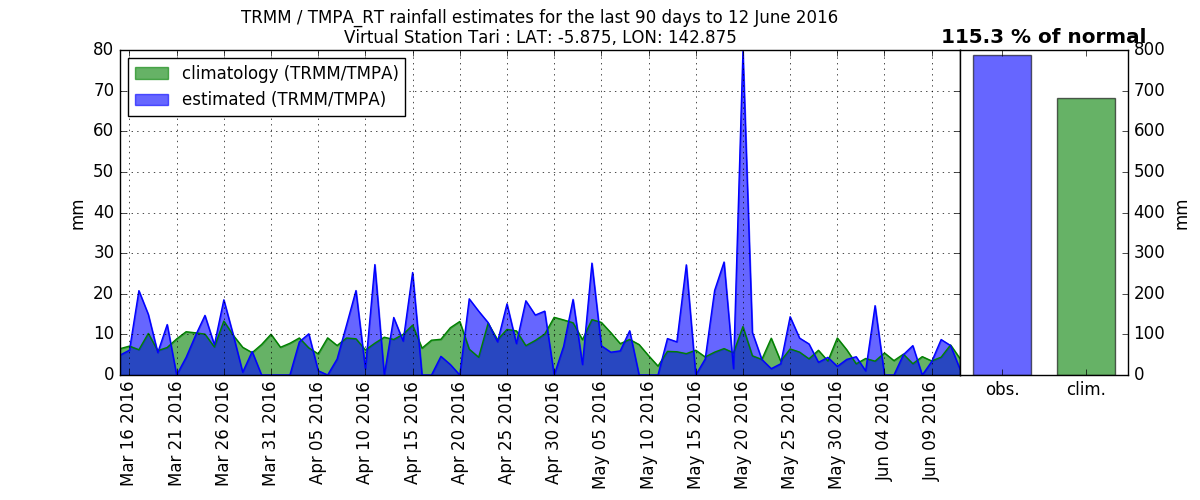 TRMM / TMPA_RT rainfall estimates for the last 90 days to 12 June 2016
Virtual Station Tari : LAT: -5.875, LON: 142.875
115.3 % of normal
climatology (TRMM/TMPA)
estimated (TRMM/TMPA)
mm
80
70
60
50
40
30
20
10
0
Mar 16 2016
Mar 21 2016
Mar 26 2016
Mar 31 2016
Apr 05 2016
Apr 10 2016
Apr 15 2016
Apr 20 2016
Apr 25 2016
Apr 30 2016
May 05 2016
May 10 2016
May 15 2016
May 20 2016
May 25 2016
May 30 2016
Jun 04 2016
Jun 09 2016
800
700
600
500
400
300
200
100
0
mm
obs.
clim.